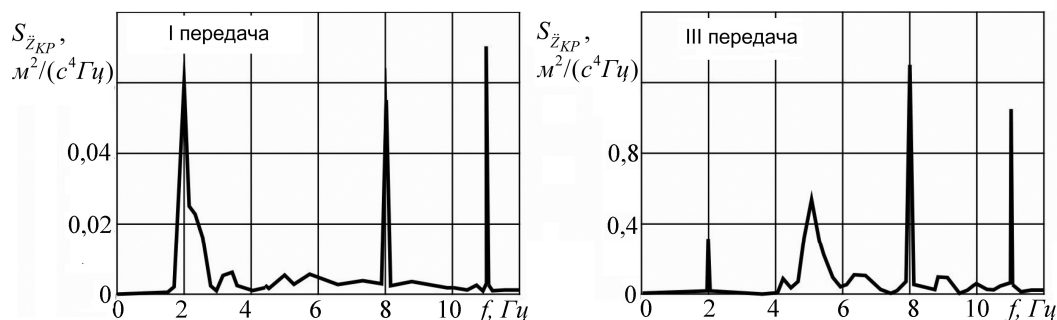 S_{Z̈_{KP}},
м²/(с⁴Гц)
I передача
0,04
0,02
0
0 2 4 6 8 10 f, Гц
S_{Z̈_{KP}},
м²/(с⁴Гц)
III передача
0,8
0,4
0
0 2 4 6 8 10 f, Гц